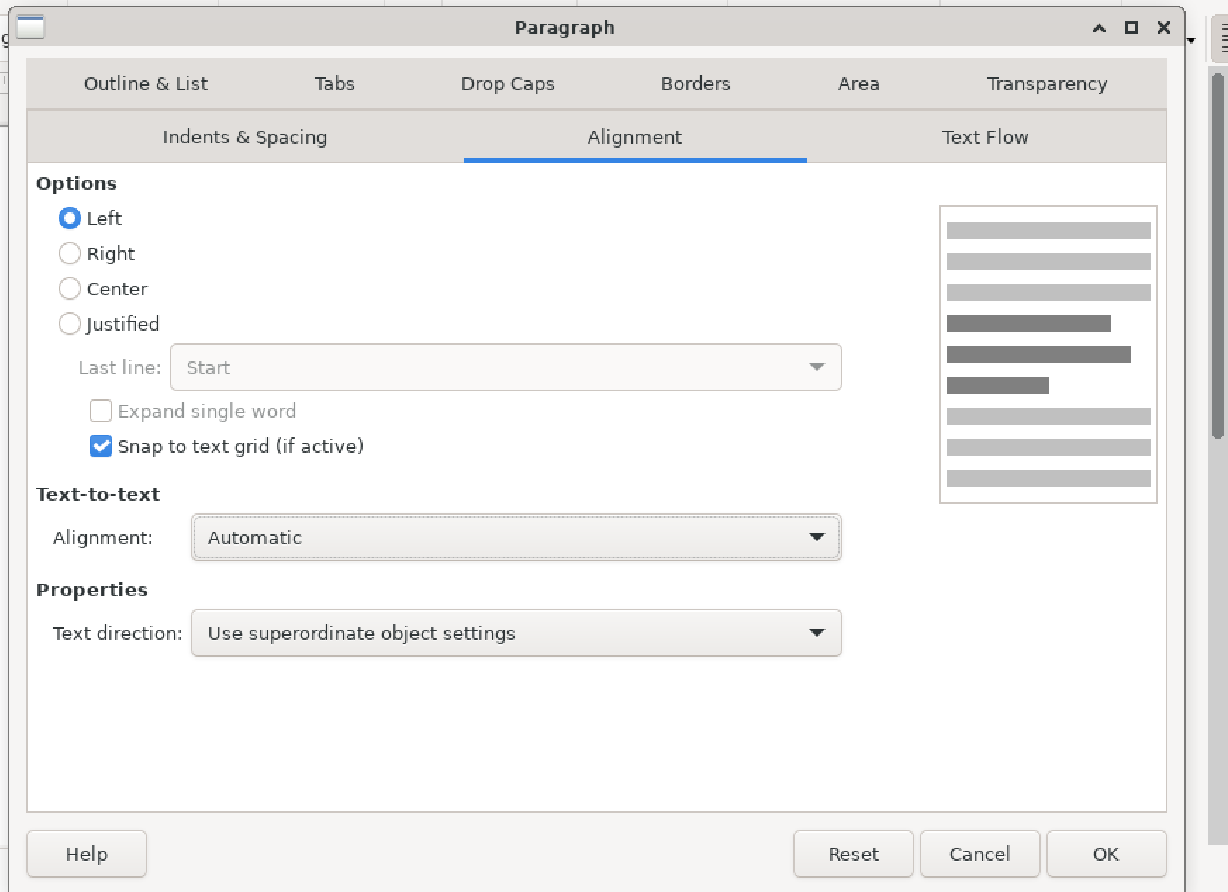 Paragraph
Outline & List Tabs Drop Caps Borders Area Transparency
Indents & Spacing Alignment Text Flow
Options
Left
Right
Center
Justified
Last line: Start
Expand single word
Snap to text grid (if active)
Text-to-text
Alignment: Automatic
Properties
Text direction: Use superordinate object settings
Help Reset Cancel OK